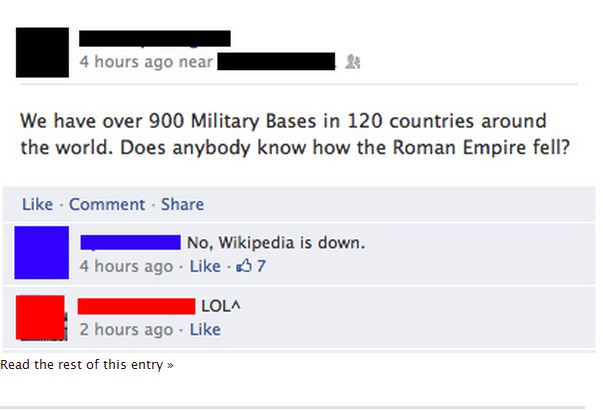 4 hours ago near
We have over 900 Military Bases in 120 countries around
the world. Does anybody know how the Roman Empire fell?
Like · Comment · Share
No, Wikipedia is down.
4 hours ago · Like · 7
LOL^
2 hours ago · Like
Read the rest of this entry »